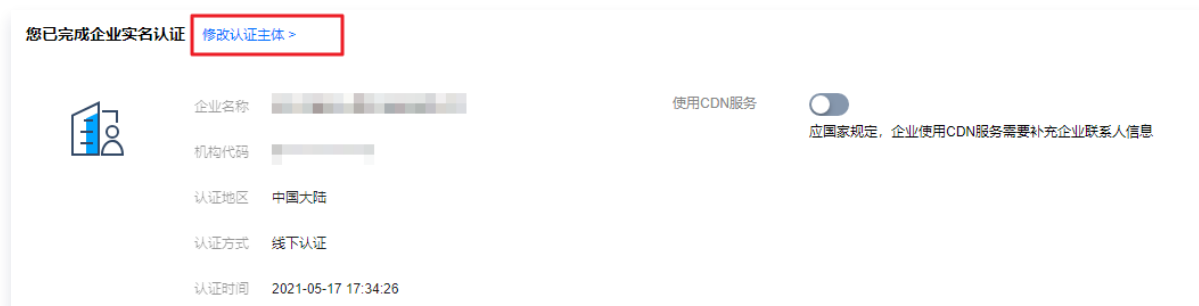 您已完成企业实名认证 修改认证主体 >
企业名称
使用CDN服务
应国家规定，企业使用CDN服务需要补充企业联系人信息
机构代码
认证地区 中国大陆
认证方式 线下认证
认证时间 2021-05-17 17:34:26